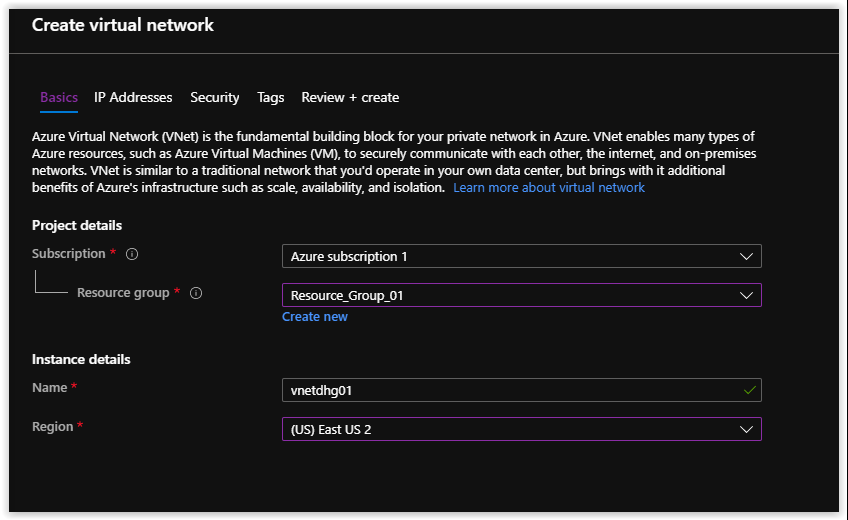 Create virtual network
Basics IP Addresses Security Tags Review + create
Azure Virtual Network (VNet) is the fundamental building block for your private network in Azure. VNet enables many types of
Azure resources, such as Azure Virtual Machines (VM), to securely communicate with each other, the internet, and on-premises
networks. VNet is similar to a traditional network that you'd operate in your own data center, but brings with it additional
benefits of Azure's infrastructure such as scale, availability, and isolation. Learn more about virtual network
Project details
Subscription * Azure subscription 1
Resource group * Resource_Group_01
Create new
Instance details
Name * vnetdhg01
Region * (US) East US 2